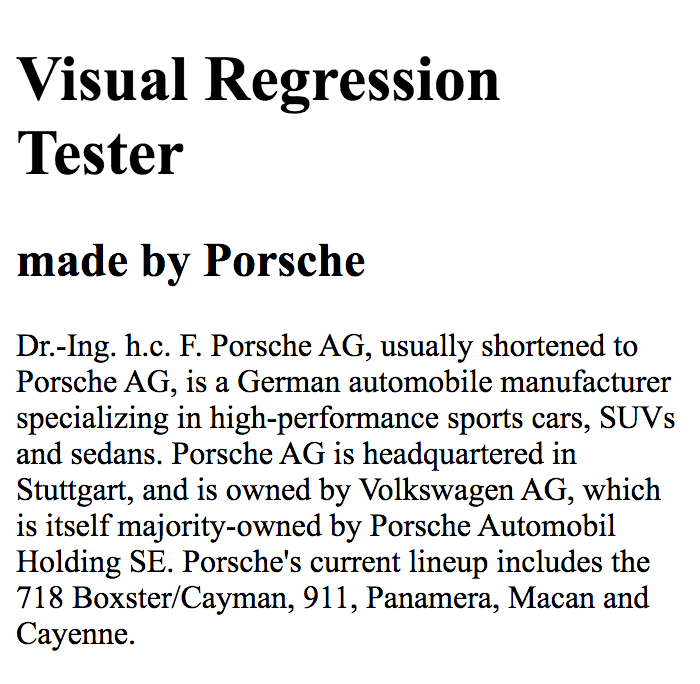 Visual Regression
Tester
made by Porsche
Dr.-Ing. h.c. F. Porsche AG, usually shortened to
Porsche AG, is a German automobile manufacturer
specializing in high-performance sports cars, SUVs
and sedans. Porsche AG is headquartered in
Stuttgart, and is owned by Volkswagen AG, which
is itself majority-owned by Porsche Automobil
Holding SE. Porsche's current lineup includes the
718 Boxster/Cayman, 911, Panamera, Macan and
Cayenne.